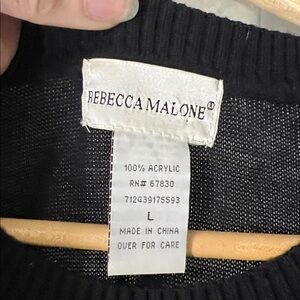 REBECCA MALONE®
100% ACRYLIC
RN# 67830
712439175593
L
MADE IN CHINA
OVER FOR CARE